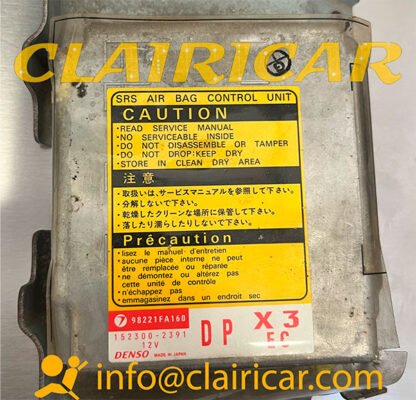 CLAIRICAR
SRS AIR BAG CONTROL UNIT
CAUTION
•READ SERVICE MANUAL
•NO SERVICEABLE INSIDE
•DO NOT DISASSEMBLE OR TAMPER
•DO NOT DROP:KEEP DRY
•STORE IN CLEAN DRY AREA
注意
•取扱いは、サービスマニュアルを参照して下さい。
•分解しないで下さい。
•乾燥したクリーンな場所に保管して下さい。
•落したり濡らしたりしないで下さい。
Précaution
•lisez le manuel d'entretien
•aucune pièce interne ne peut
être remplacée ou réparée
•ne démontez ou altérez pas
cette unité de contrôle
•n'échappez pas
•emmagasinez dans un endroit sec
7 98221FA160
152300-2391
12V
DENSO MADE IN JAPAN
DP
X3
EC
info@clairicar.com